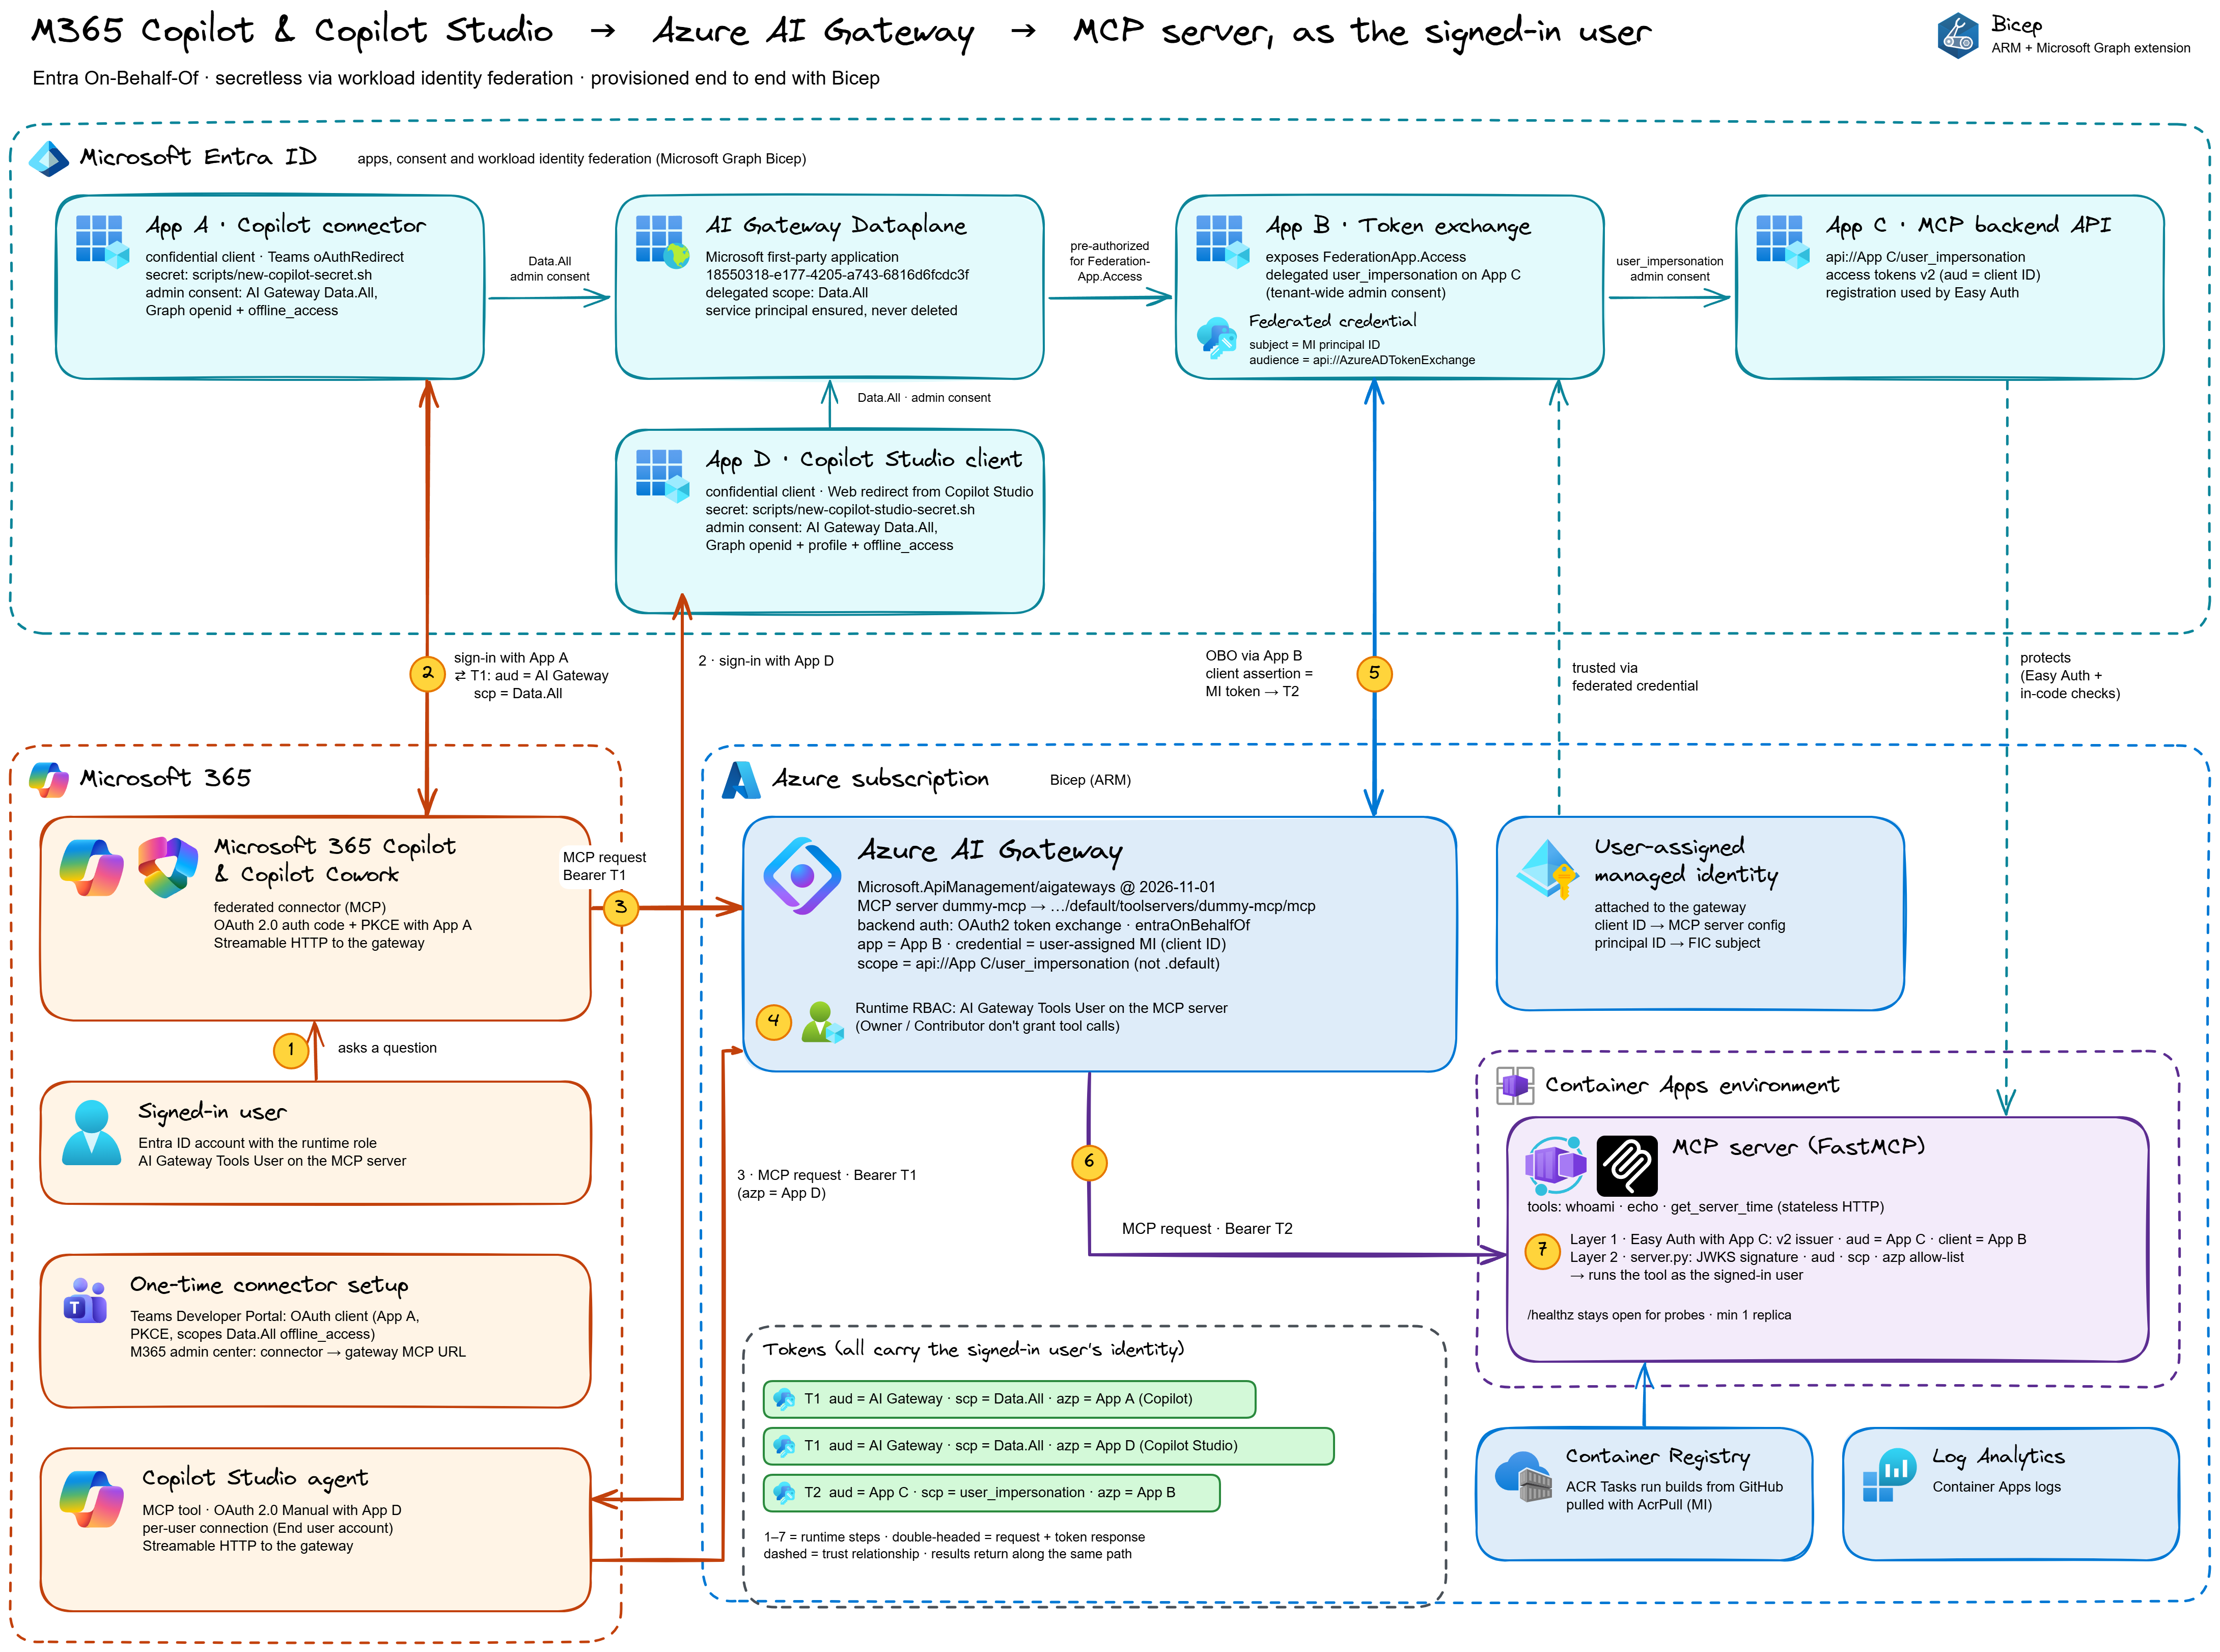 M365 Copilot & Copilot Studio → Azure AI Gateway → MCP server, as the signed-in user
Entra On-Behalf-Of · secretless via workload identity federation · provisioned end to end with Bicep
Bicep
ARM + Microsoft Graph extension
Microsoft Entra ID
apps, consent and workload identity federation (Microsoft Graph Bicep)
App A · Copilot connector
confidential client · Teams oAuthRedirect
secret: scripts/new-copilot-secret.sh
admin consent: AI Gateway Data.All,
Graph openid + offline_access
Data.All
admin consent
AI Gateway Dataplane
Microsoft first-party application
18550318-e177-4205-a743-6816d6fcdc3f
delegated scope: Data.All
service principal ensured, never deleted
pre-authorized
for Federation-
App.Access
App B · Token exchange
exposes FederationApp.Access
delegated user_impersonation on App C
(tenant-wide admin consent)
Federated credential
subject = MI principal ID
audience = api://AzureADTokenExchange
user_impersonation
admin consent
App C · MCP backend API
api://App C/user_impersonation
access tokens v2 (aud = client ID)
registration used by Easy Auth
Data.All · admin consent
App D · Copilot Studio client
confidential client · Web redirect from Copilot Studio
secret: scripts/new-copilot-studio-secret.sh
admin consent: AI Gateway Data.All,
Graph openid + profile + offline_access
2
sign-in with App A
⇄ T1: aud = AI Gateway
scp = Data.All
2 · sign-in with App D
OBO via App B
client assertion =
MI token → T2
5
trusted via
federated credential
protects
(Easy Auth +
in-code checks)
Microsoft 365
Microsoft 365 Copilot
& Copilot Cowork
federated connector (MCP)
OAuth 2.0 auth code + PKCE with App A
Streamable HTTP to the gateway
MCP request
Bearer T1
3
1
asks a question
Signed-in user
Entra ID account with the runtime role
AI Gateway Tools User on the MCP server
One-time connector setup
Teams Developer Portal: OAuth client (App A,
PKCE, scopes Data.All offline_access)
M365 admin center: connector → gateway MCP URL
Copilot Studio agent
MCP tool · OAuth 2.0 Manual with App D
per-user connection (End user account)
Streamable HTTP to the gateway
Azure subscription
Bicep (ARM)
Azure AI Gateway
Microsoft.ApiManagement/aigateways @ 2026-11-01
MCP server dummy-mcp → …/default/toolservers/dummy-mcp/mcp
backend auth: OAuth2 token exchange · entraOnBehalfOf
app = App B · credential = user-assigned MI (client ID)
scope = api://App C/user_impersonation (not .default)
4
Runtime RBAC: AI Gateway Tools User on the MCP server
(Owner / Contributor don't grant tool calls)
User-assigned
managed identity
attached to the gateway
client ID → MCP server config
principal ID → FIC subject
3 · MCP request · Bearer T1
(azp = App D)
6
MCP request · Bearer T2
Container Apps environment
MCP server (FastMCP)
tools: whoami · echo · get_server_time (stateless HTTP)
7
Layer 1 · Easy Auth with App C: v2 issuer · aud = App C · client = App B
Layer 2 · server.py: JWKS signature · aud · scp · azp allow-list
→ runs the tool as the signed-in user
/healthz stays open for probes · min 1 replica
Tokens (all carry the signed-in user's identity)
T1 aud = AI Gateway · scp = Data.All · azp = App A (Copilot)
T1 aud = AI Gateway · scp = Data.All · azp = App D (Copilot Studio)
T2 aud = App C · scp = user_impersonation · azp = App B
1–7 = runtime steps · double-headed = request + token response
dashed = trust relationship · results return along the same path
Container Registry
ACR Tasks run builds from GitHub
pulled with AcrPull (MI)
Log Analytics
Container Apps logs